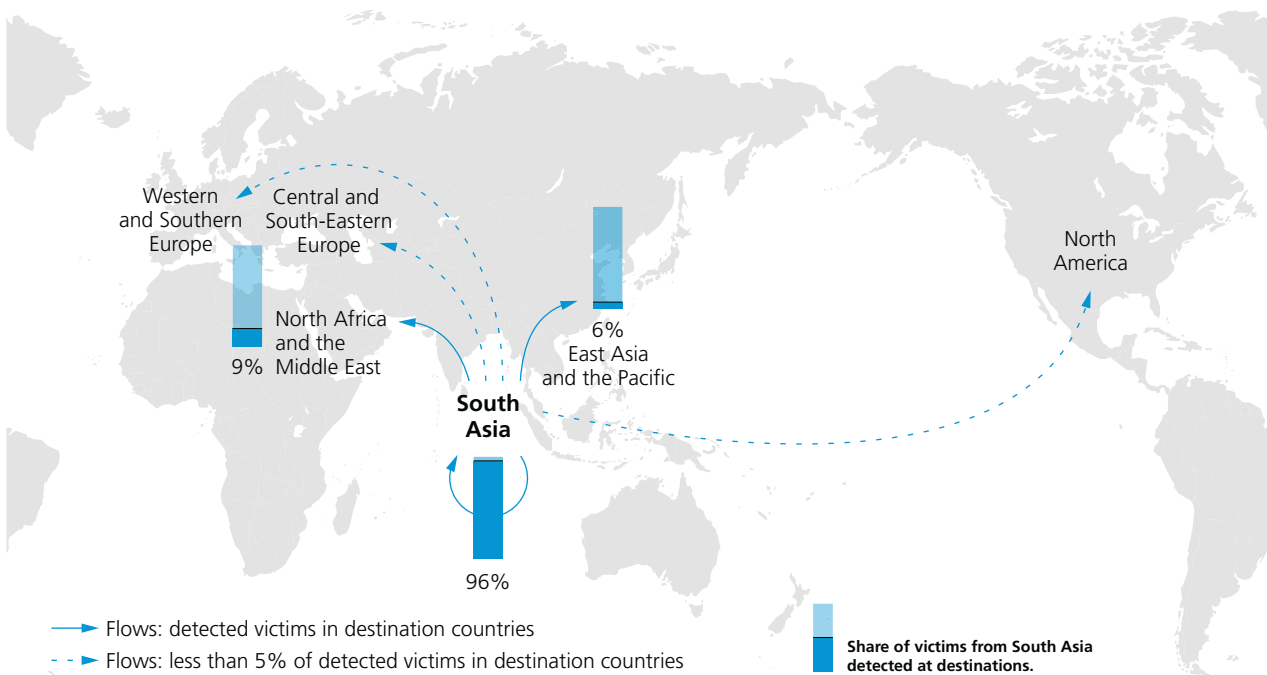 Western
and Southern
Europe
Central and
South-Eastern
Europe
North
America
9%
North Africa
and the
Middle East
6%
East Asia
and the Pacific
South
Asia
96%
Flows: detected victims in destination countries
Flows: less than 5% of detected victims in destination countries
Share of victims from South Asia
detected at destinations.